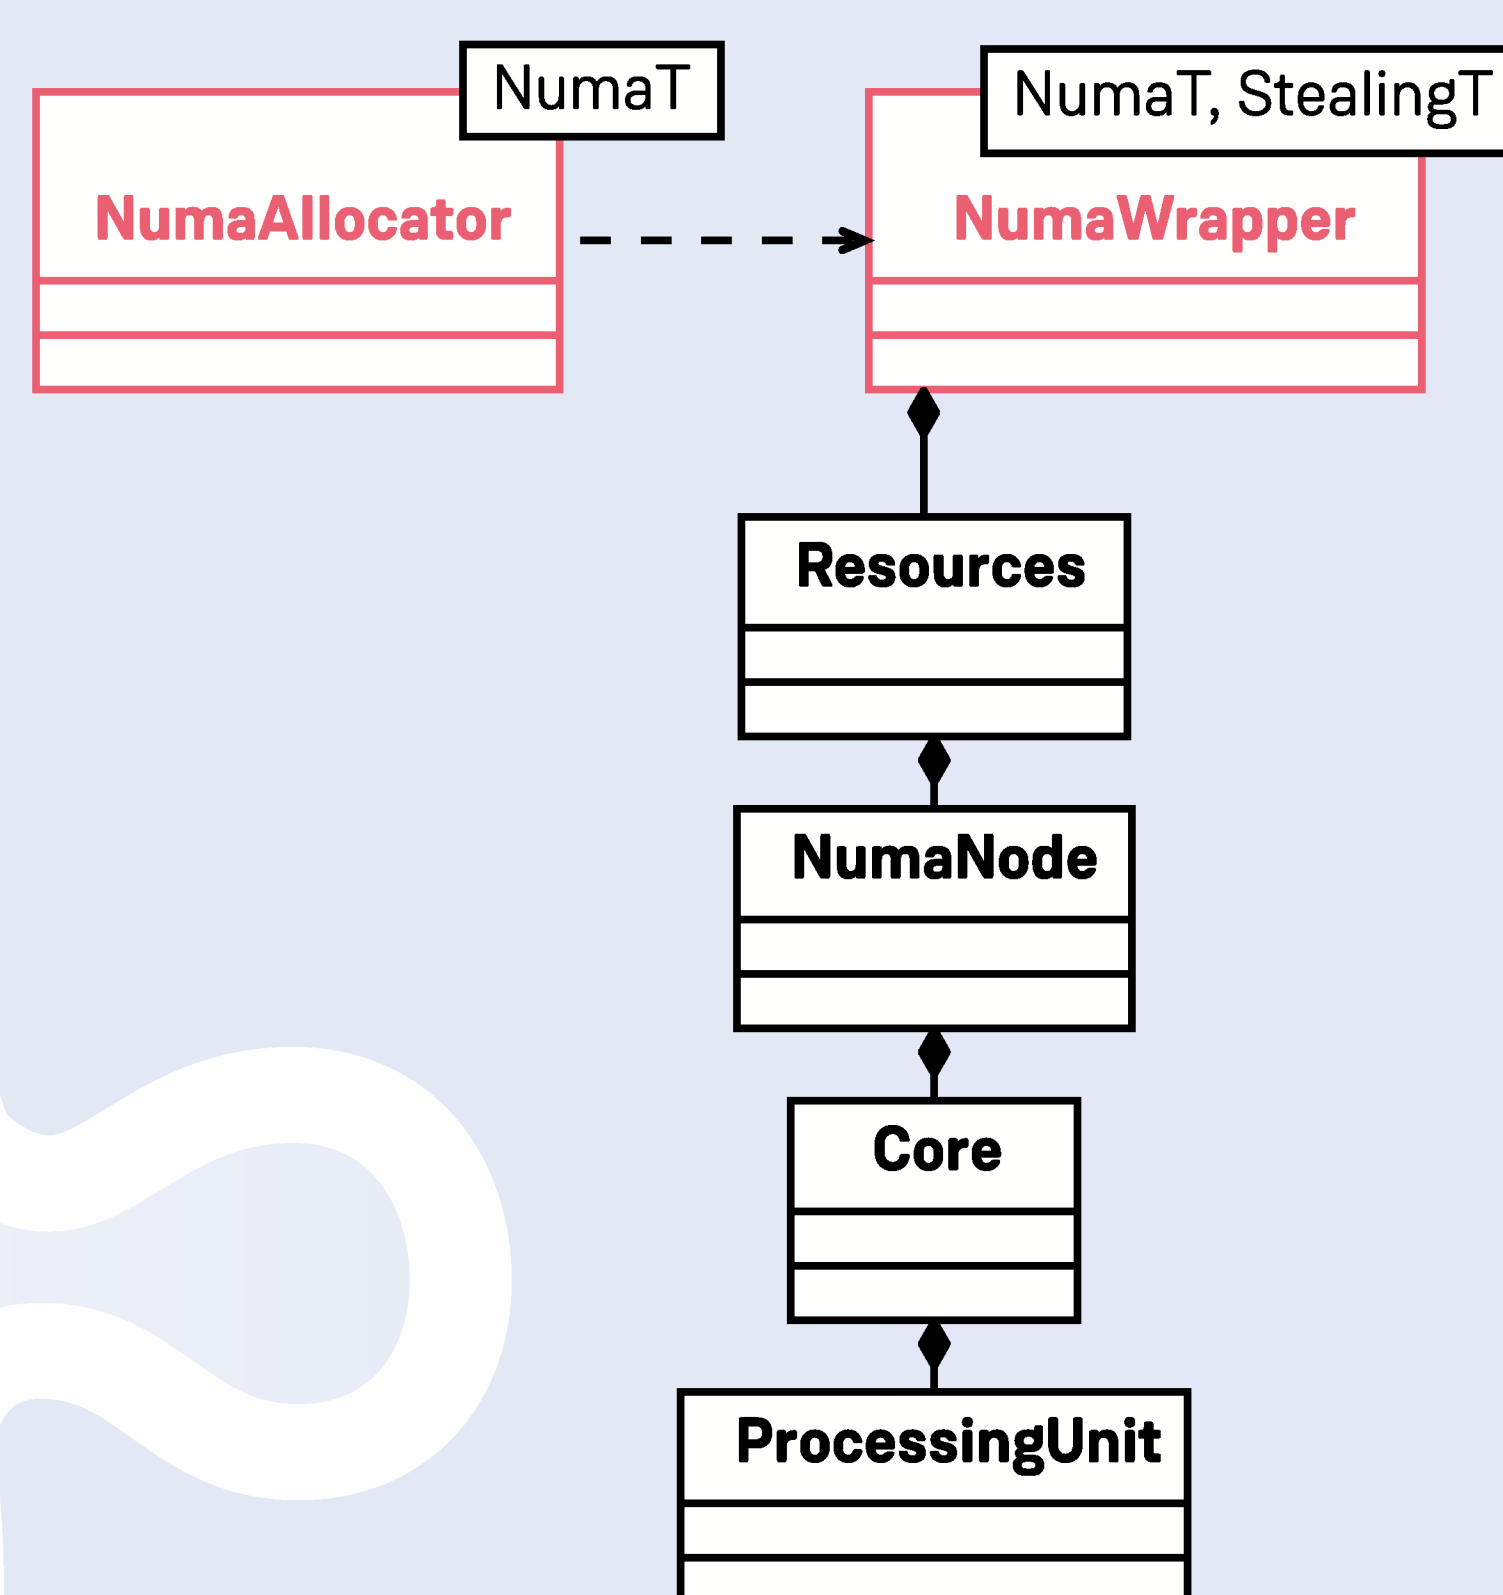 NumaT
NumaT, StealingT
NumaAllocator
NumaWrapper
Resources
NumaNode
Core
ProcessingUnit